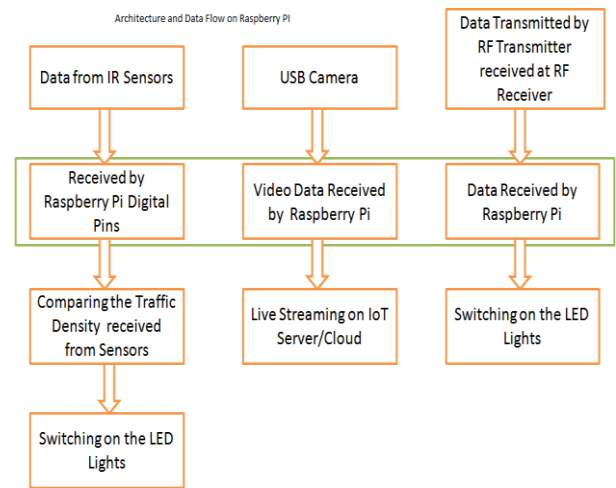 Architecture and Data Flow on Raspberry PI
Data from IR Sensors
USB Camera
Data Transmitted by
RF Transmitter
received at RF
Receiver
Received by
Raspberry Pi Digital
Pins
Video Data Received
by Raspberry Pi
Data Received by
Raspberry Pi
Comparing the Traffic
Density received
from Sensors
Live Streaming on IoT
Server/Cloud
Switching on the LED
Lights
Switching on the LED
Lights